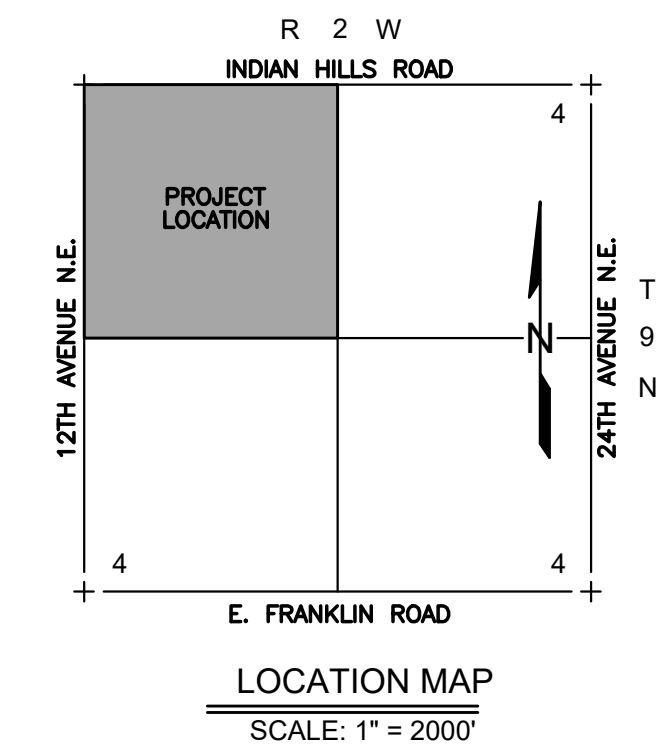 R 2 W
INDIAN HILLS ROAD
4
PROJECT
LOCATION
12TH AVENUE N.E.
24TH AVENUE N.E.
T
9
N
N
4
4
E. FRANKLIN ROAD
LOCATION MAP
SCALE: 1" = 2000'